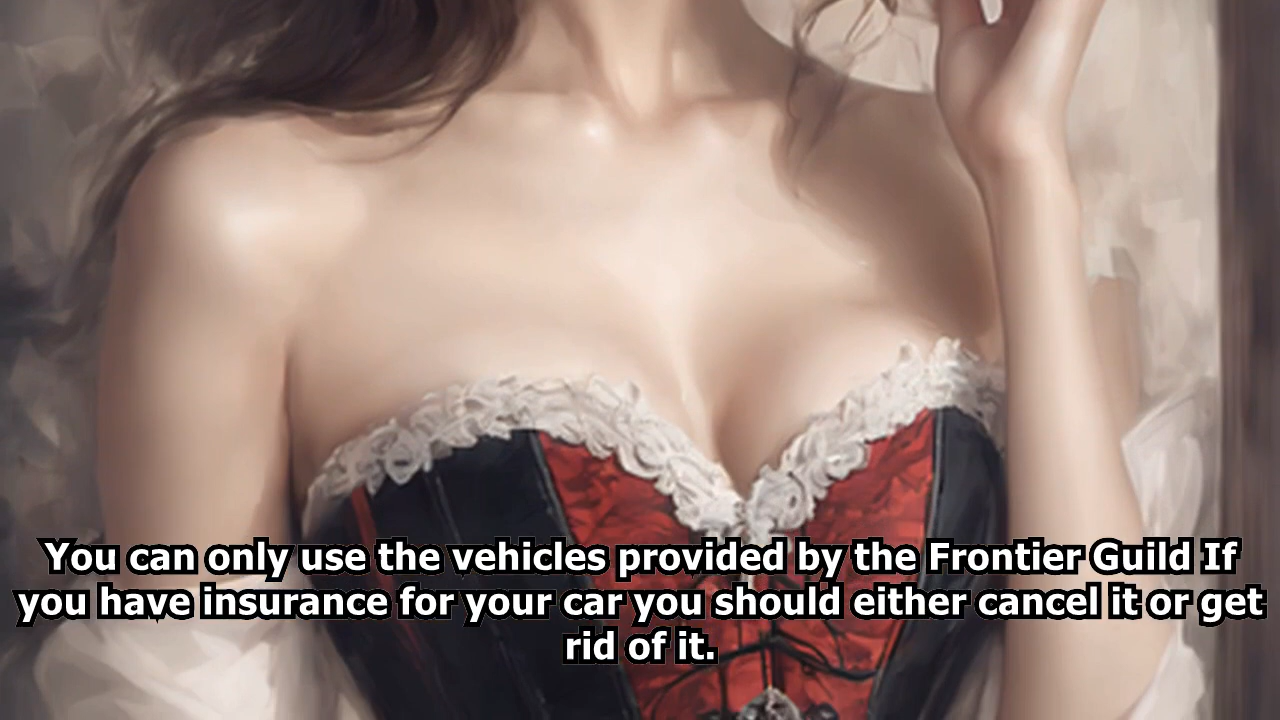 You can only use the vehicles provided by the Frontier Guild If
you have insurance for your car you should either cancel it or get
rid of it.